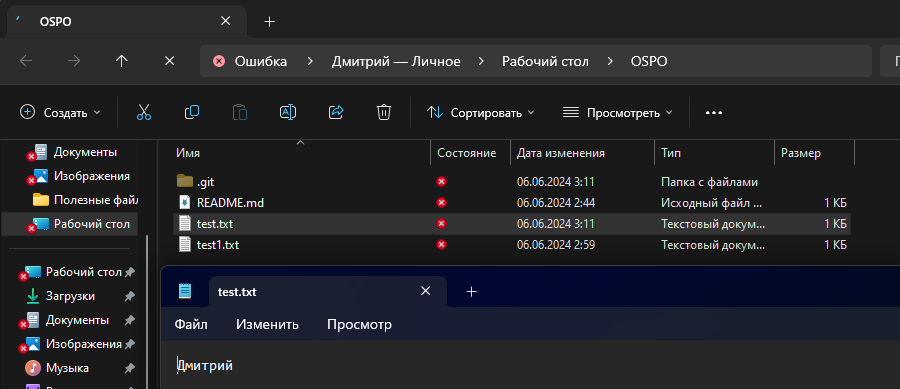 OSPO
Ошибка > Дмитрий — Личное > Рабочий стол > OSPO
Создать Сортировать Просмотреть
Имя Состояние Дата изменения Тип Размер
Документы
Изображения
Полезные файл
Рабочий стол
.git 06.06.2024 3:11 Папка с файлами
README.md 06.06.2024 2:44 Исходный файл ... 1 КБ
test.txt 06.06.2024 3:11 Текстовый докум... 1 КБ
test1.txt 06.06.2024 2:59 Текстовый докум... 1 КБ
Рабочий стол
Загрузки
Документы
Изображения
Музыка
test.txt
Файл Изменить Просмотр
Дмитрий